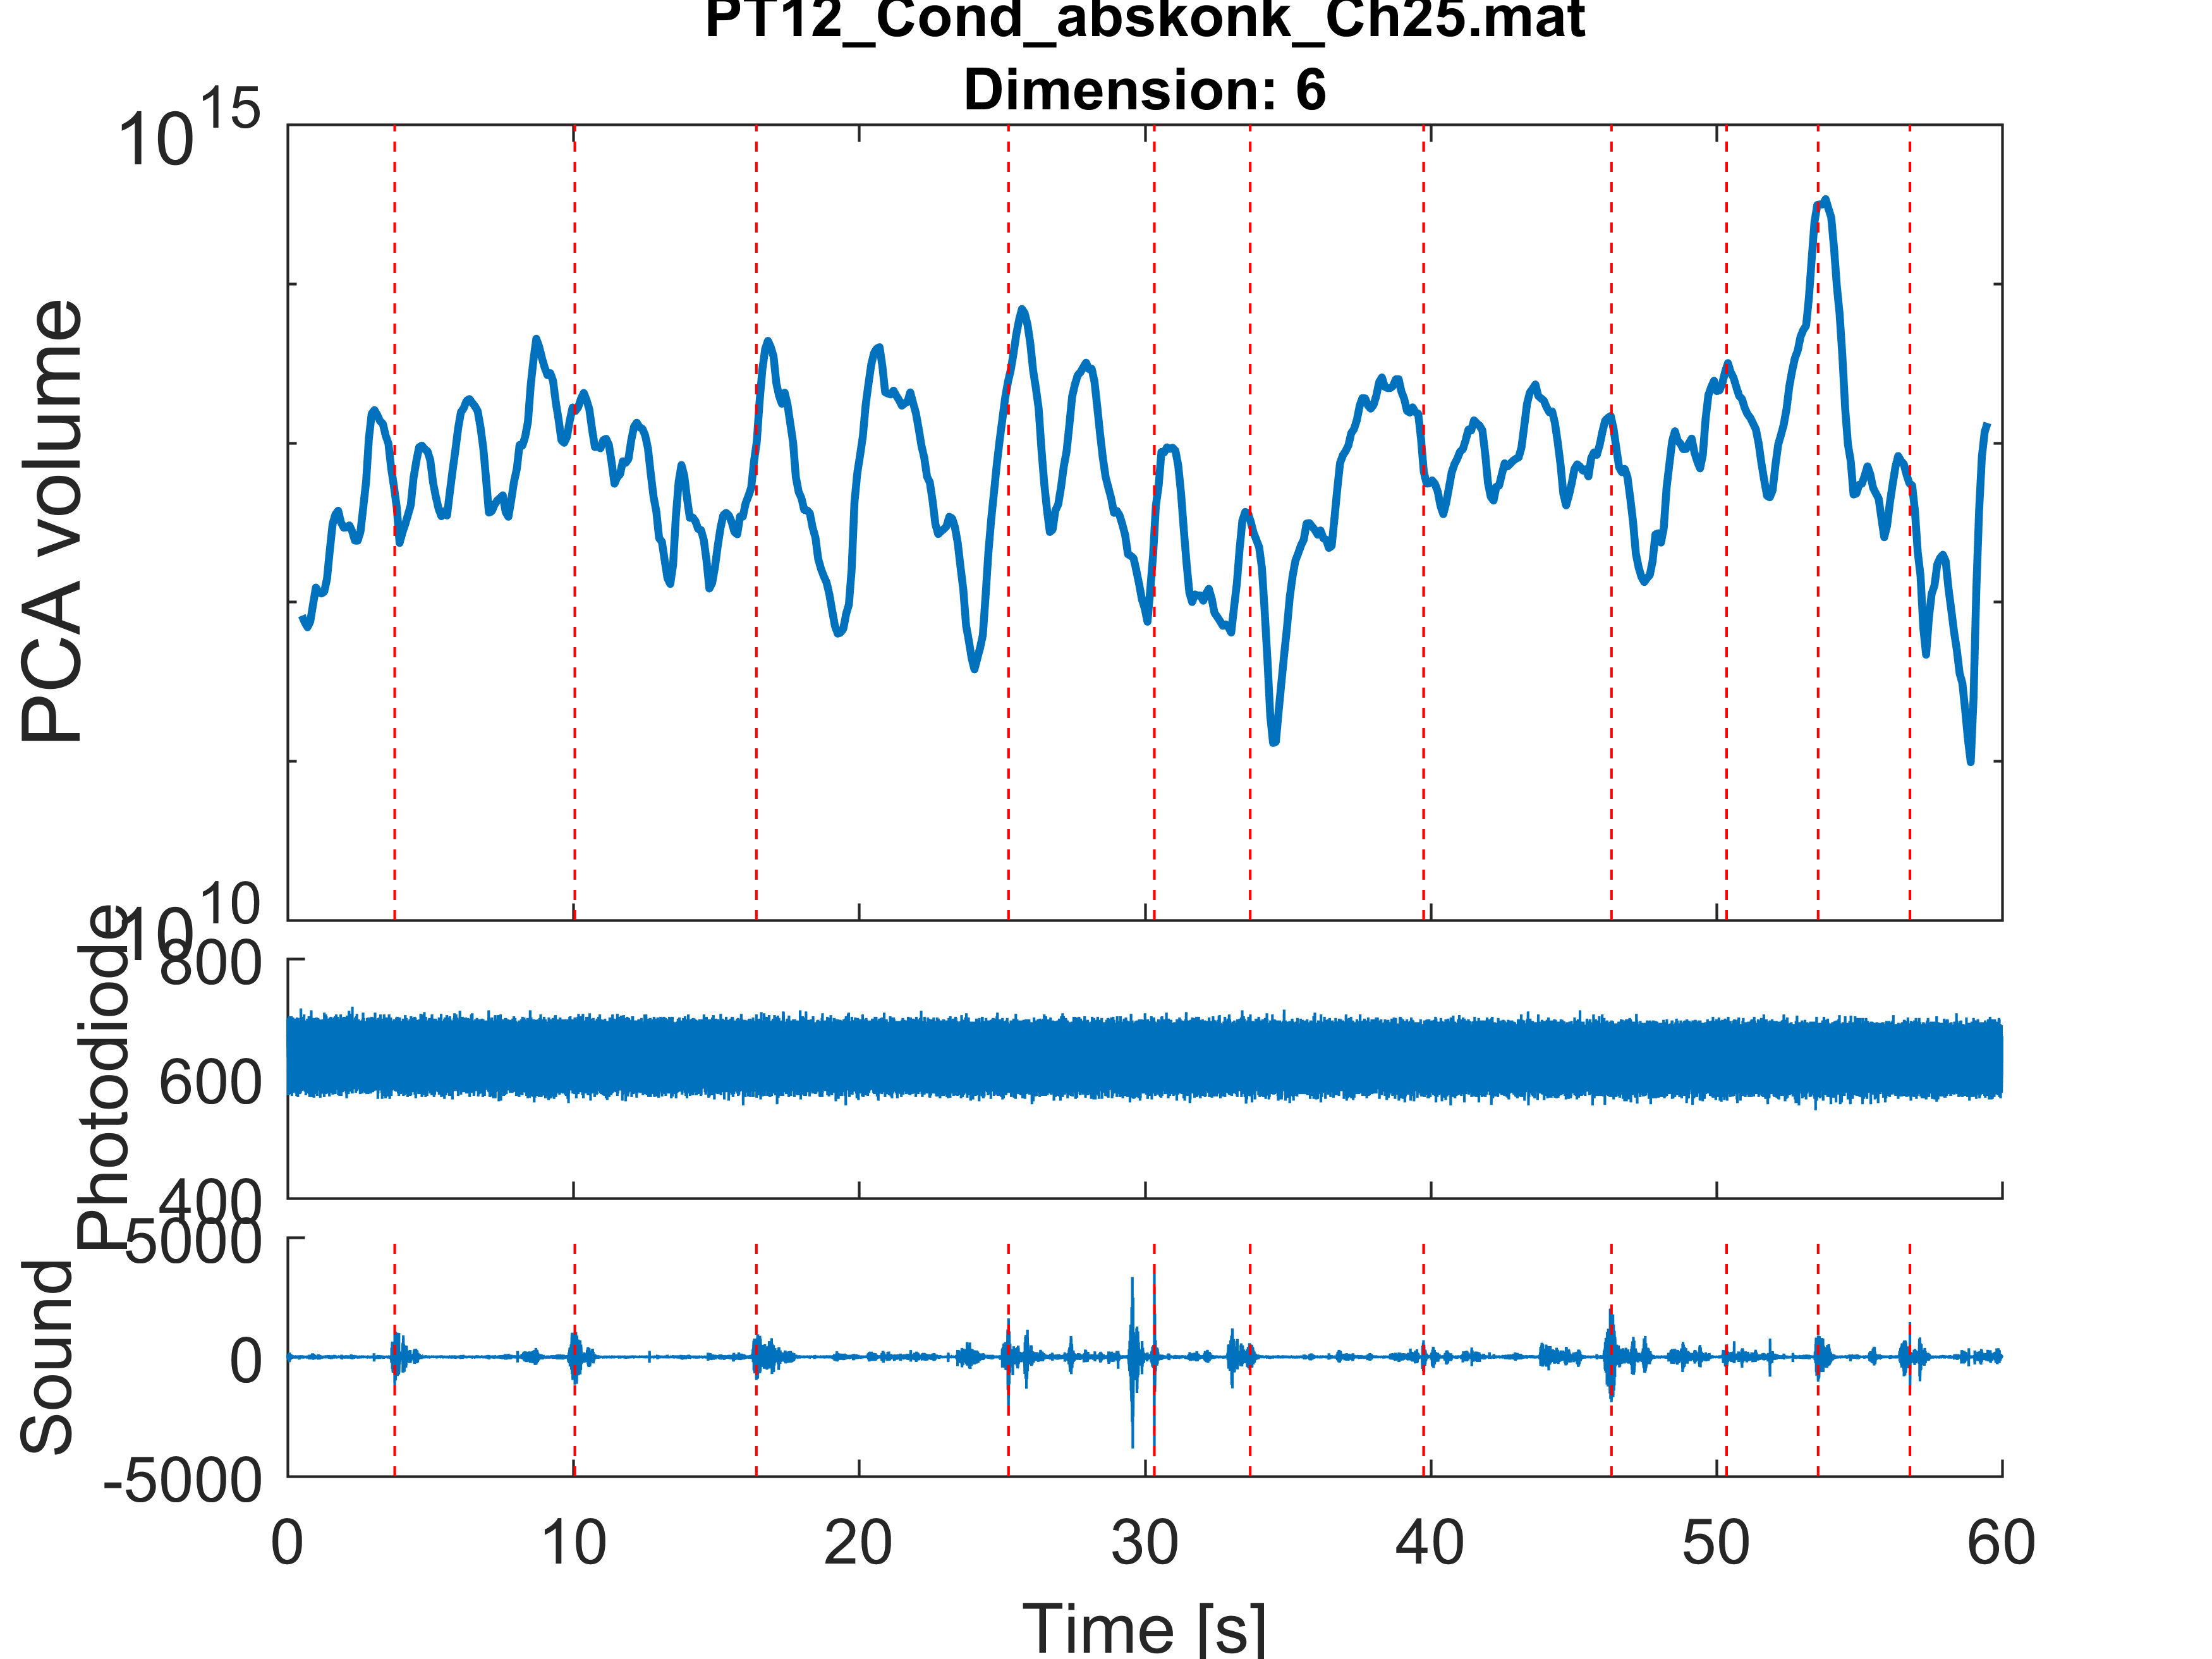 PT12_Cond_abskonk_Ch25.mat
Dimension: 6
10^15
PCA volume
10^10
800
Photodiode
600
400
5000
Sound
0
-5000
0 10 20 30 40 50 60
Time [s]